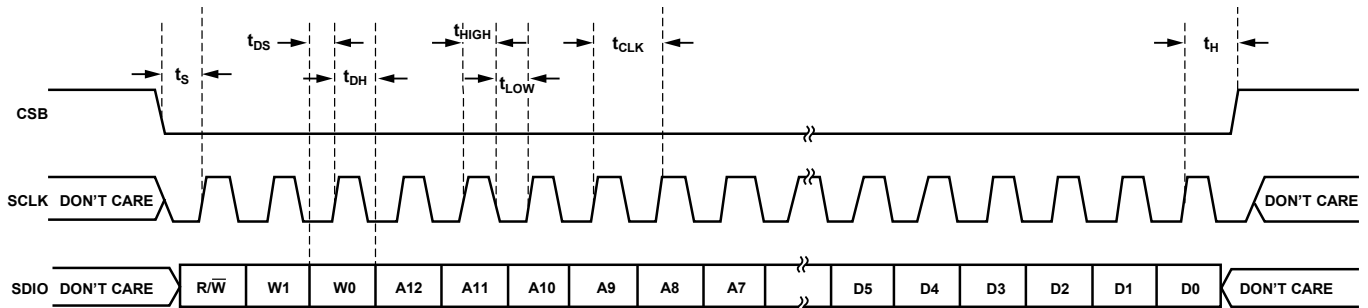 tDS
tHIGH
tCLK
tH
tS
tDH
tLOW
CSB
SCLK DON'T CARE DON'T CARE
SDIO DON'T CARE R/W̅ W1 W0 A12 A11 A10 A9 A8 A7 D5 D4 D3 D2 D1 D0 DON'T CARE